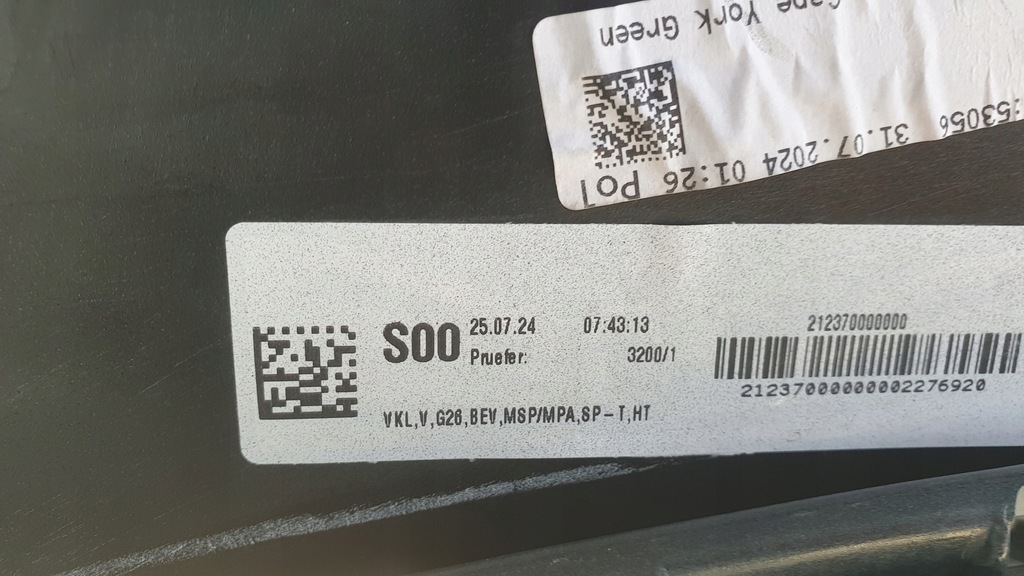 Cape York Green
:53056 31.07.2024 01:26 Pol
S00 25.07.24 07:43:13
Pruefer: 3200/1
VKL,V,G26,BEV,MSP/MPA,SP-T,HT
212370000000
21237000000002276920